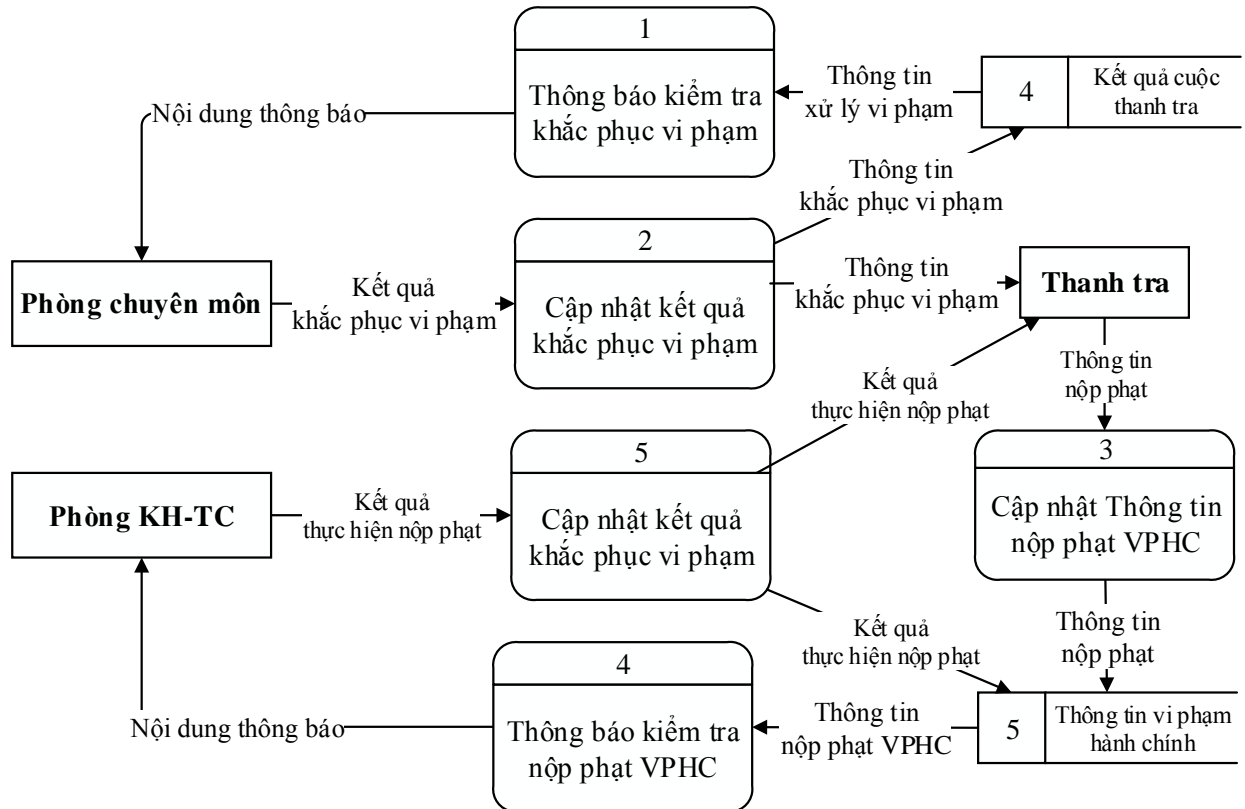 1
Thông báo kiểm tra
khắc phục vi phạm
Thông tin
xử lý vi phạm
4
Kết quả cuộc
thanh tra
Nội dung thông báo
Thông tin
khắc phục vi phạm
2
Cập nhật kết quả
khắc phục vi phạm
Phòng chuyên môn
Kết quả
khắc phục vi phạm
Thông tin
khắc phục vi phạm
Thanh tra
Thông tin
nộp phạt
Kết quả
thực hiện nộp phạt
5
Cập nhật kết quả
khắc phục vi phạm
3
Cập nhật Thông tin
nộp phạt VPHC
Phòng KH-TC
Kết quả
thực hiện nộp phạt
Kết quả
thực hiện nộp phạt
Thông tin
nộp phạt
4
Thông báo kiểm tra
nộp phạt VPHC
Nội dung thông báo
Thông tin
nộp phạt VPHC
5
Thông tin vi phạm
hành chính